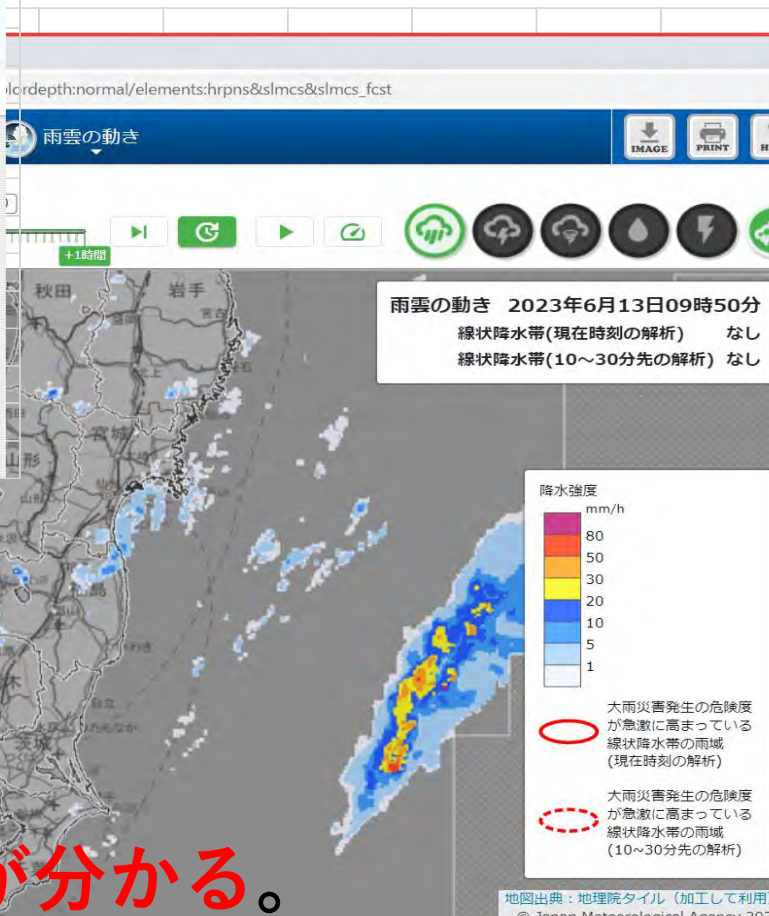 lordepth:normal/elements:hrpns&slmcs&slmcs_fcst
雨雲の動き
IMAGE
PRINT
+1時間
秋田
岩手
雨雲の動き 2023年6月13日09時50分
線状降水帯(現在時刻の解析) なし
線状降水帯(10~30分先の解析) なし
宮城
山形
降水強度
mm/h
80
50
30
20
10
5
1
大雨災害発生の危険度
が急激に高まっている
線状降水帯の雨域
(現在時刻の解析)
大雨災害発生の危険度
が急激に高まっている
線状降水帯の雨域
(10~30分先の解析)
日立
茨城
が分かる。
地図出典:地理院タイル(加工して利用
© Japan Meteorological Agency 202